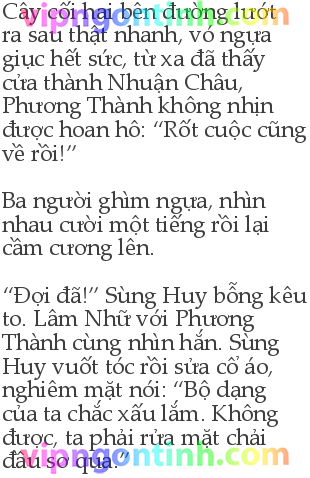 Cây cối hai bên đường lướt
ra sau thật nhanh, vó ngựa
giục hết sức, từ xa đã thấy
cửa thành Nhuận Châu,
Phương Thành không nhịn
được hoan hô: “Rốt cuộc cũng
về rồi!”
Ba người ghìm ngựa, nhìn
nhau cười một tiếng rồi lại
cầm cương lên.
“Đợi đã!” Sùng Huy bỗng kêu
to. Lâm Nhữ với Phương
Thành cùng nhìn hắn. Sùng
Huy vuốt tóc rồi sửa cổ áo,
nghiêm mặt nói: “Bộ dạng
của ta chắc xấu lắm. Không
được, ta phải rửa mặt chải
đầu sơ qua.”
vipngontinh.com
vipngontinh.com